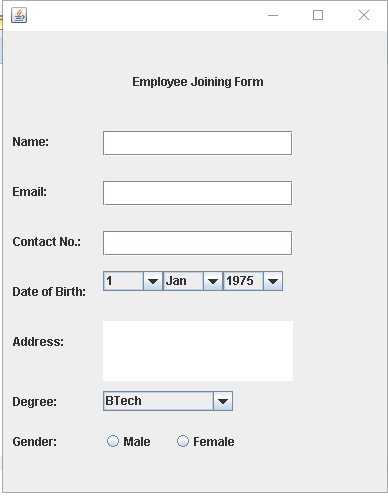 Employee Joining Form
Name:
Email:
Contact No.:
Date of Birth: 1 Jan 1975
Address:
Degree: BTech
Gender: Male Female